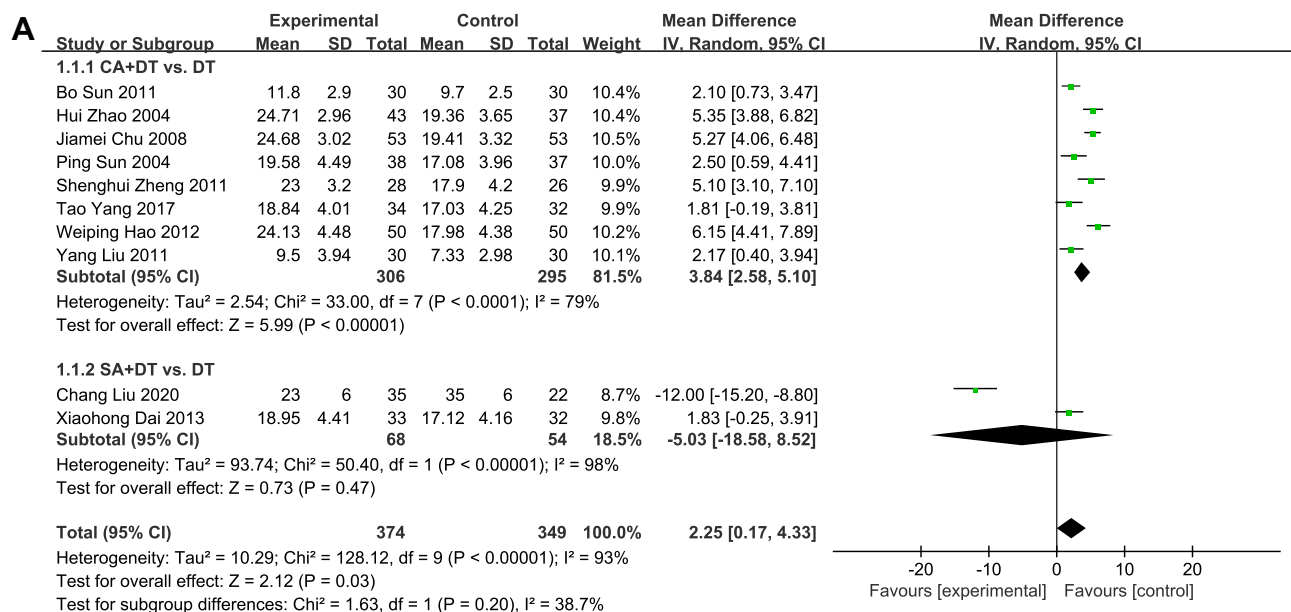 A
Experimental Control Mean Difference Mean Difference
Study or Subgroup Mean SD Total Mean SD Total Weight IV, Random, 95% CI IV, Random, 95% CI
1.1.1 CA+DT vs. DT
Bo Sun 2011 11.8 2.9 30 9.7 2.5 30 10.4% 2.10 [0.73, 3.47]
Hui Zhao 2004 24.71 2.96 43 19.36 3.65 37 10.4% 5.35 [3.88, 6.82]
Jiamei Chu 2008 24.68 3.02 53 19.41 3.32 53 10.5% 5.27 [4.06, 6.48]
Ping Sun 2004 19.58 4.49 38 17.08 3.96 37 10.0% 2.50 [0.59, 4.41]
Shenghui Zheng 2011 23 3.2 28 17.9 4.2 26 9.9% 5.10 [3.10, 7.10]
Tao Yang 2017 18.84 4.01 34 17.03 4.25 32 9.9% 1.81 [-0.19, 3.81]
Weiping Hao 2012 24.13 4.48 50 17.98 4.38 50 10.2% 6.15 [4.41, 7.89]
Yang Liu 2011 9.5 3.94 30 7.33 2.98 30 10.1% 2.17 [0.40, 3.94]
Subtotal (95% CI) 306 295 81.5% 3.84 [2.58, 5.10]
Heterogeneity: Tau² = 2.54; Chi² = 33.00, df = 7 (P < 0.0001); I² = 79%
Test for overall effect: Z = 5.99 (P < 0.00001)
1.1.2 SA+DT vs. DT
Chang Liu 2020 23 6 35 35 6 22 8.7% -12.00 [-15.20, -8.80]
Xiaohong Dai 2013 18.95 4.41 33 17.12 4.16 32 9.8% 1.83 [-0.25, 3.91]
Subtotal (95% CI) 68 54 18.5% -5.03 [-18.58, 8.52]
Heterogeneity: Tau² = 93.74; Chi² = 50.40, df = 1 (P < 0.00001); I² = 98%
Test for overall effect: Z = 0.73 (P = 0.47)
Total (95% CI) 374 349 100.0% 2.25 [0.17, 4.33]
Heterogeneity: Tau² = 10.29; Chi² = 128.12, df = 9 (P < 0.00001); I² = 93%
Test for overall effect: Z = 2.12 (P = 0.03)
Test for subgroup differences: Chi² = 1.63, df = 1 (P = 0.20), I² = 38.7%
-20 -10 0 10 20
Favours [experimental] Favours [control]